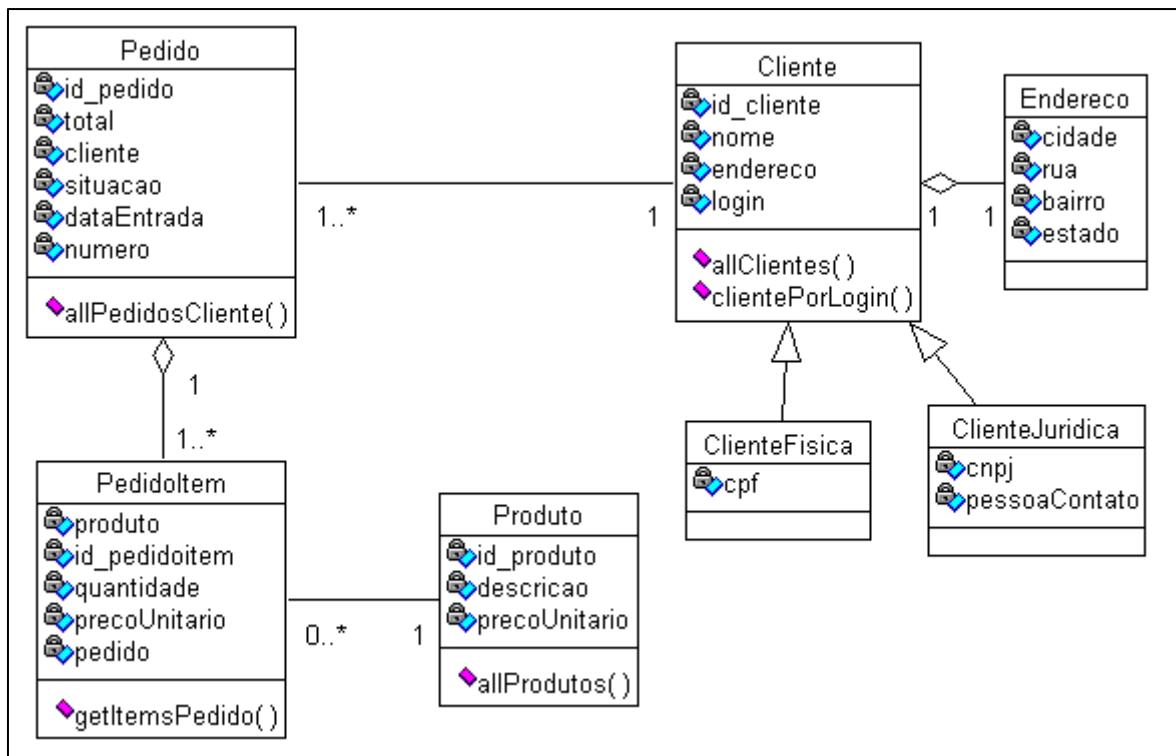 Pedido
id_pedido
total
cliente
situacao
dataEntrada
numero
allPedidosCliente()
1..*
1
Cliente
id_cliente
nome
endereco
login
allClientes()
clientePorLogin()
1
1
Endereco
cidade
rua
bairro
estado
1
1..*
ClienteFisica
cpf
ClienteJuridica
cnpj
pessoaContato
PedidoItem
produto
id_pedidoitem
quantidade
precoUnitario
pedido
getItemsPedido()
0..*
1
Produto
id_produto
descricao
precoUnitario
allProdutos()